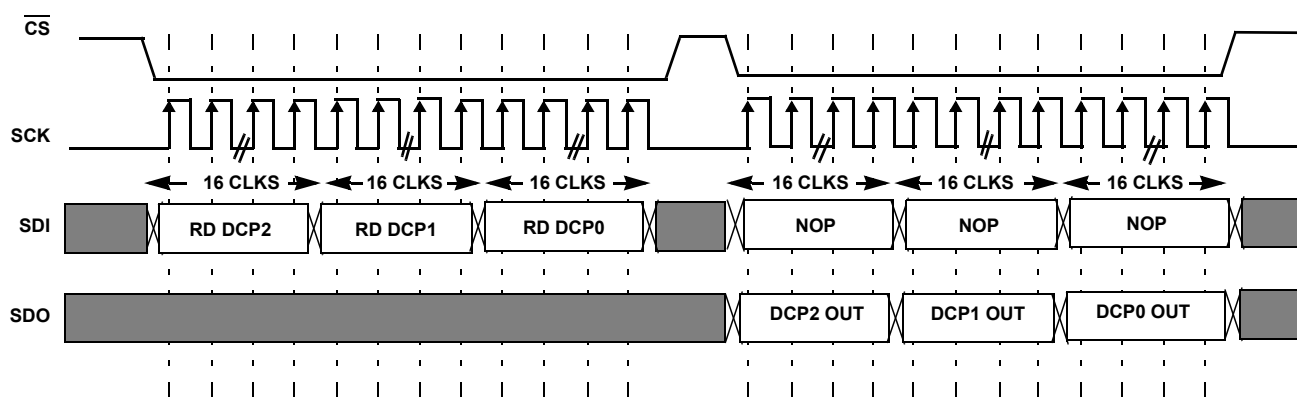 CS
SCK
16 CLKS 16 CLKS 16 CLKS 16 CLKS 16 CLKS 16 CLKS
SDI RD DCP2 RD DCP1 RD DCP0 NOP NOP NOP
SDO DCP2 OUT DCP1 OUT DCP0 OUT